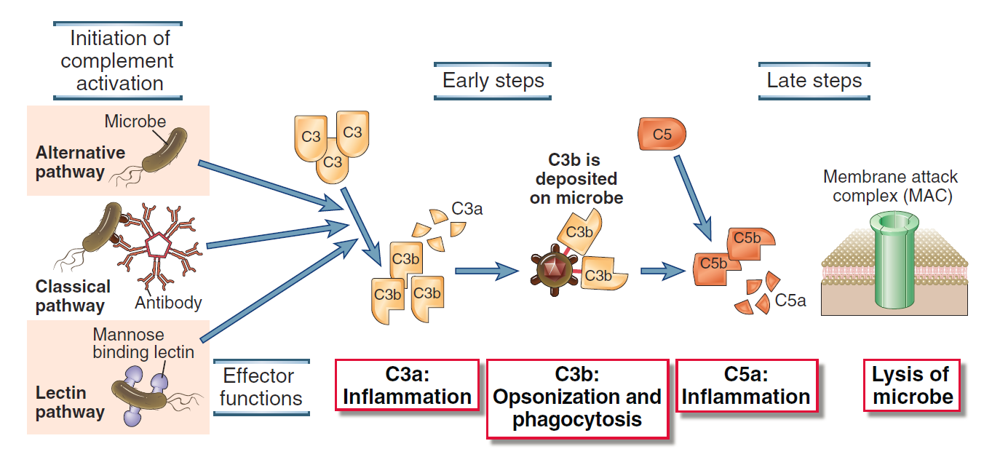 Initiation of
complement
activation
Early steps
Late steps
Microbe
Alternative
pathway
C3
C3
C3
C5
C3b is
deposited
on microbe
Membrane attack
complex (MAC)
C3a
C3b
C3b
C3b
C3b
C3b
C5b
C5b
C5a
Classical
pathway
Antibody
Mannose
binding lectin
Lectin
pathway
Effector
functions
C3a:
Inflammation
C3b:
Opsonization and
phagocytosis
C5a:
Inflammation
Lysis of
microbe